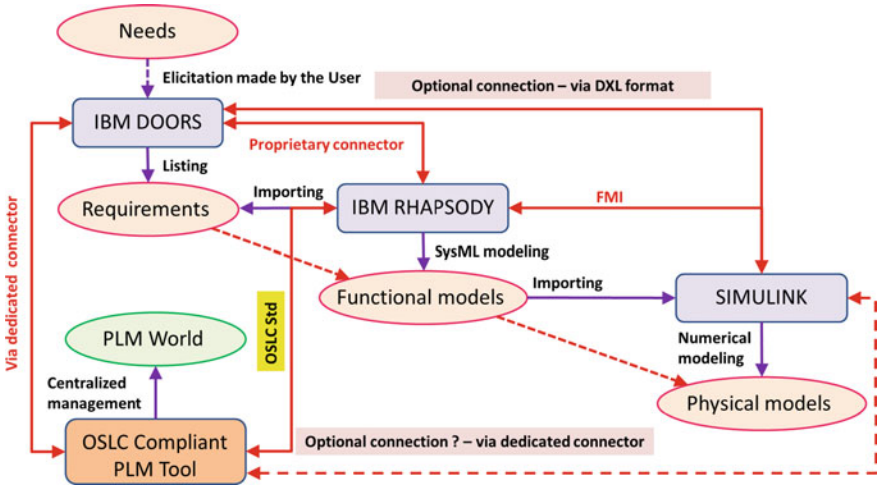 Needs
Elicitation made by the User
Optional connection – via DXL format
IBM DOORS
Proprietary connector
Listing
Importing
Requirements
IBM RHAPSODY
FMI
SysML modeling
Via dedicated connector
Functional models
Importing
SIMULINK
OSLC Std
PLM World
Numerical
modeling
Centralized
management
Physical models
OSLC Compliant
PLM Tool
Optional connection ? – via dedicated connector